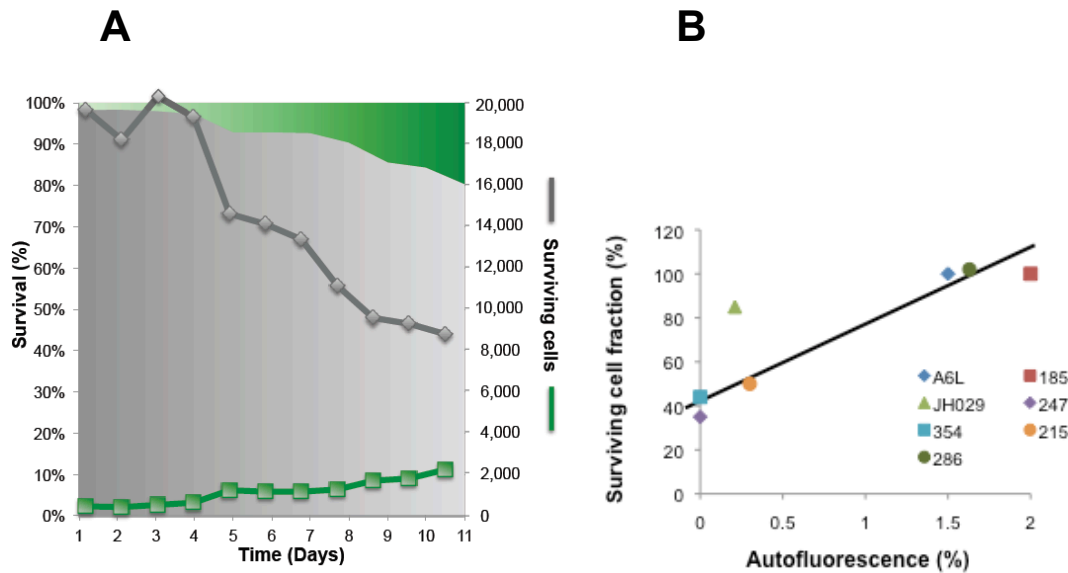 A
B
100%
90%
80%
70%
60%
50%
40%
30%
20%
10%
0%
Survival (%)
20,000
18,000
16,000
14,000
12,000
10,000
8,000
6,000
4,000
2,000
0
Surviving cells
1 2 3 4 5 6 7 8 9 10 11
Time (Days)
120
100
80
60
40
20
0
Surviving cell fraction (%)
A6L 185
JH029 247
354 215
286
0 0.5 1 1.5 2
Autofluorescence (%)